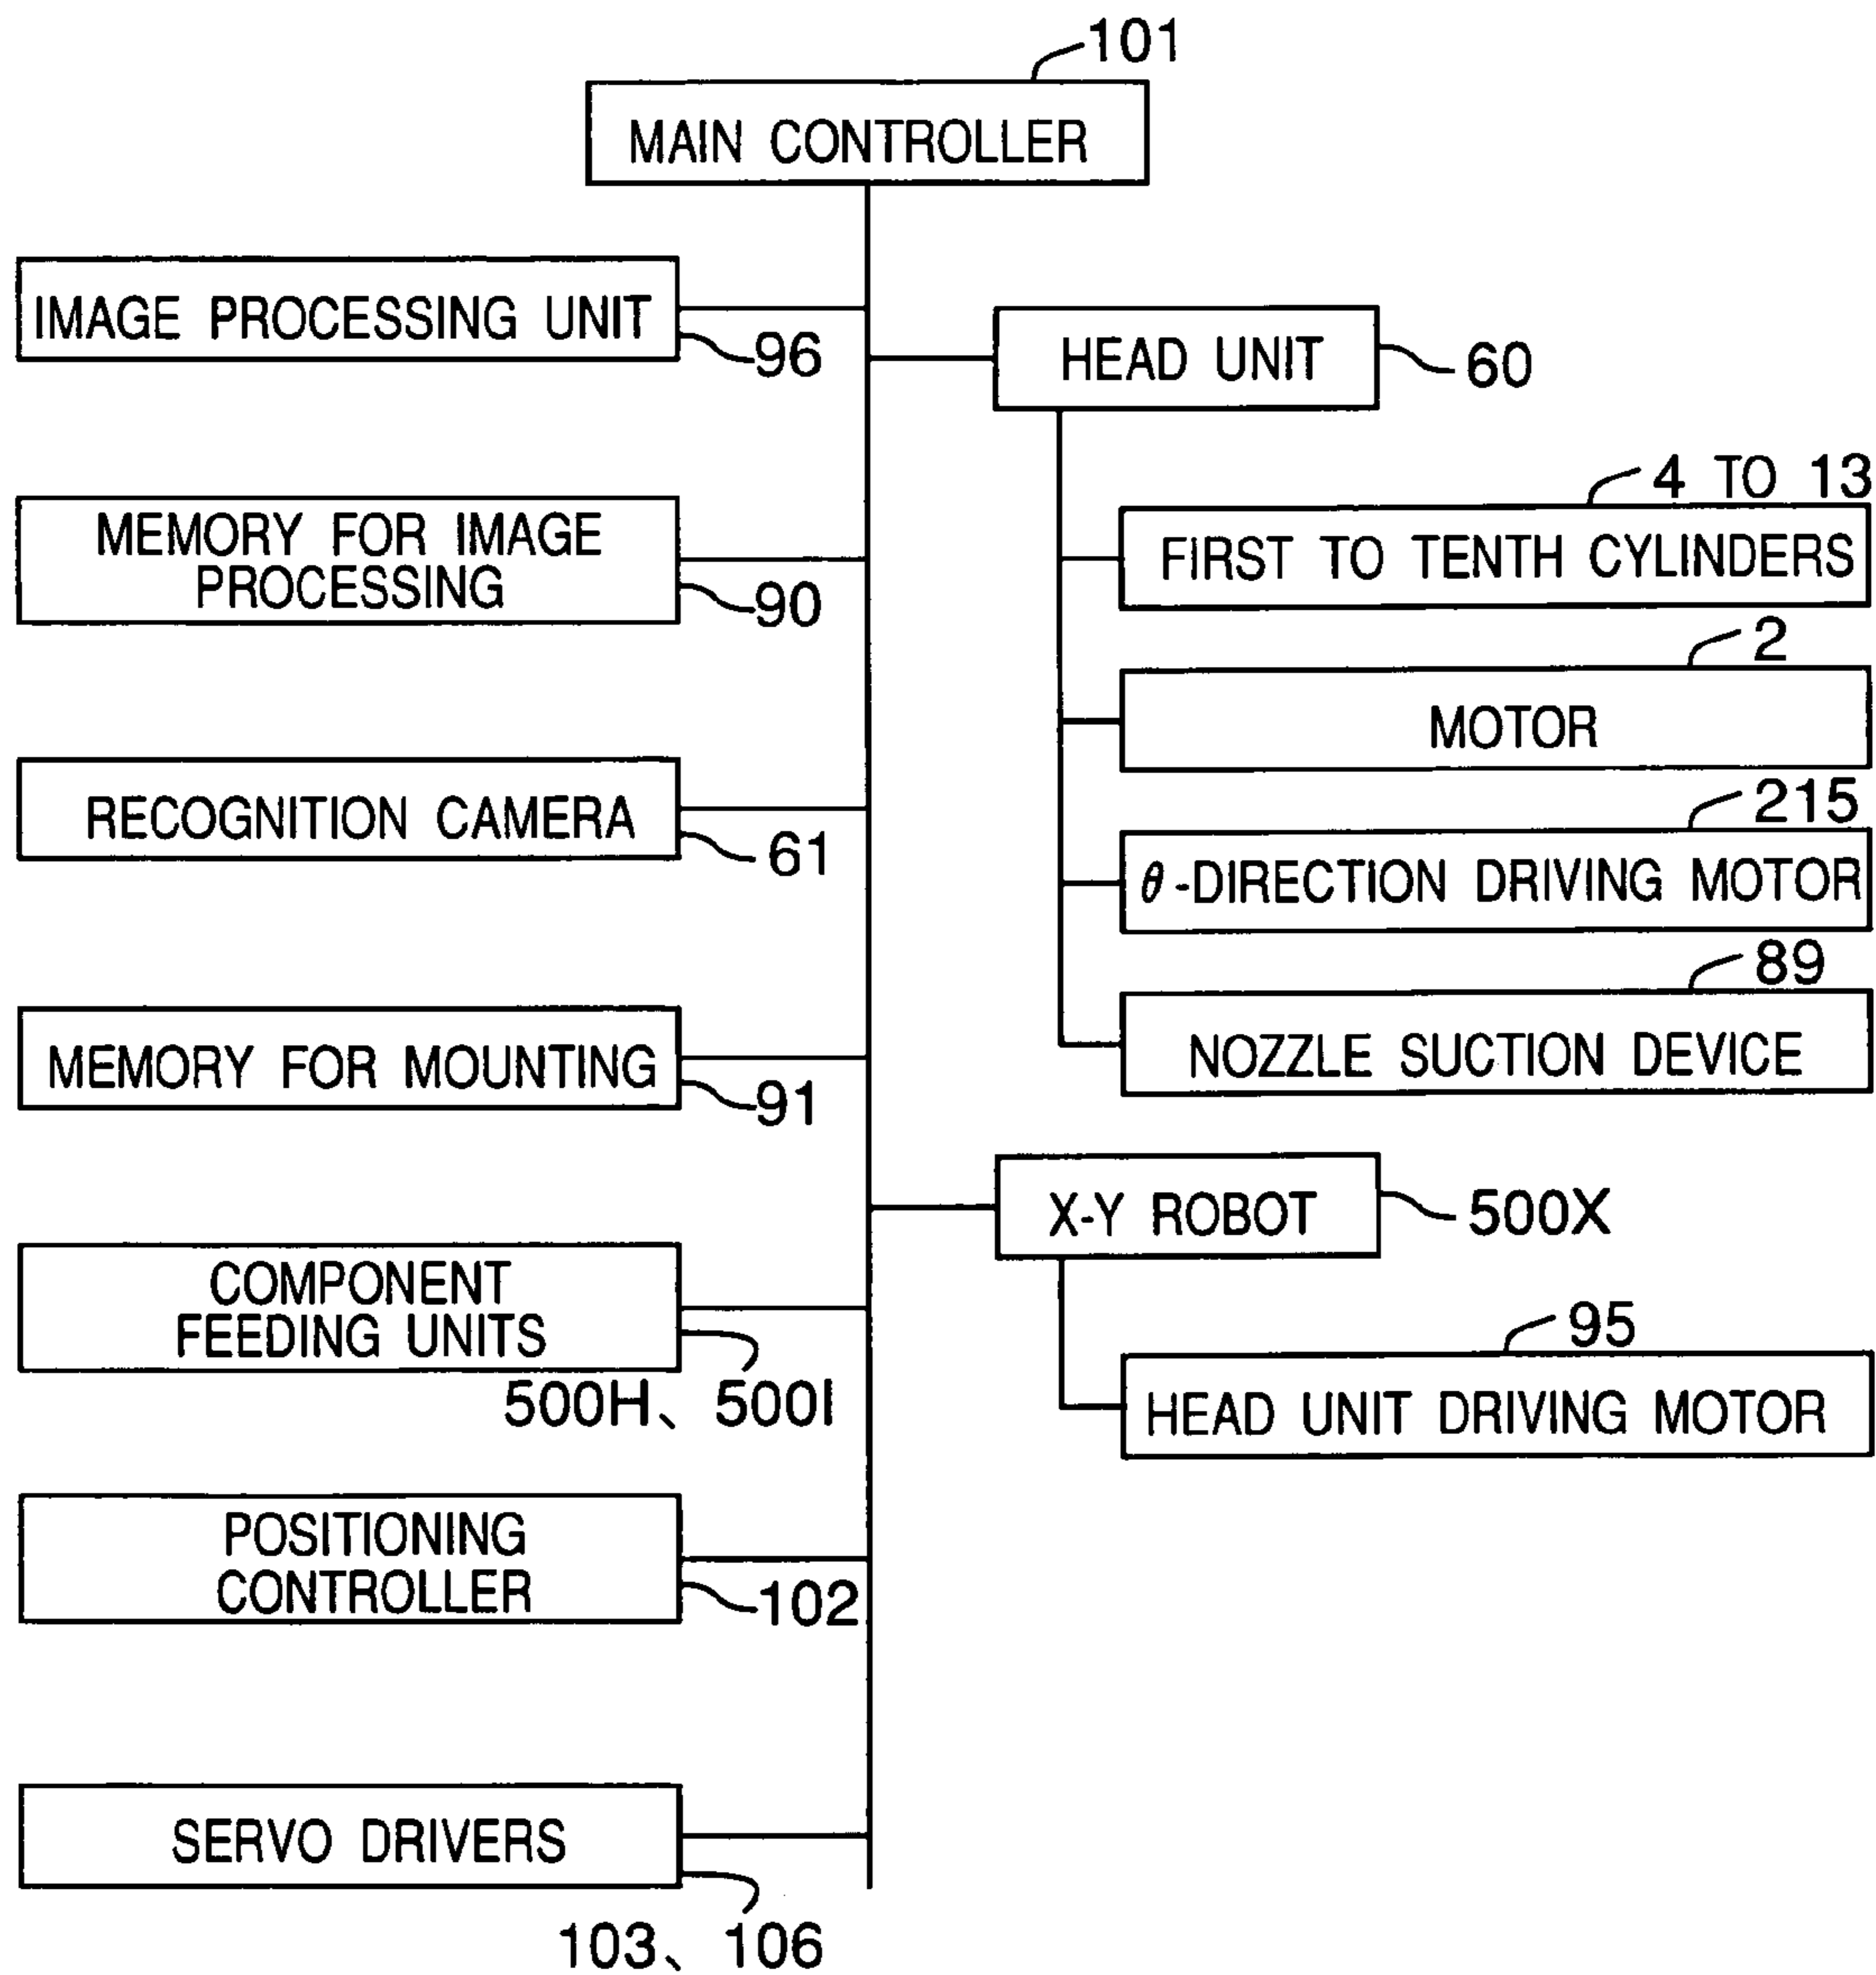 101
MAIN CONTROLLER
IMAGE PROCESSING UNIT
96
HEAD UNIT
60
MEMORY FOR IMAGE
PROCESSING
90
4 TO 13
FIRST TO TENTH CYLINDERS
2
MOTOR
RECOGNITION CAMERA
61
215
θ-DIRECTION DRIVING MOTOR
89
NOZZLE SUCTION DEVICE
MEMORY FOR MOUNTING
91
X-Y ROBOT
500X
COMPONENT
FEEDING UNITS
500H、500I
95
HEAD UNIT DRIVING MOTOR
POSITIONING
CONTROLLER
102
SERVO DRIVERS
103、106